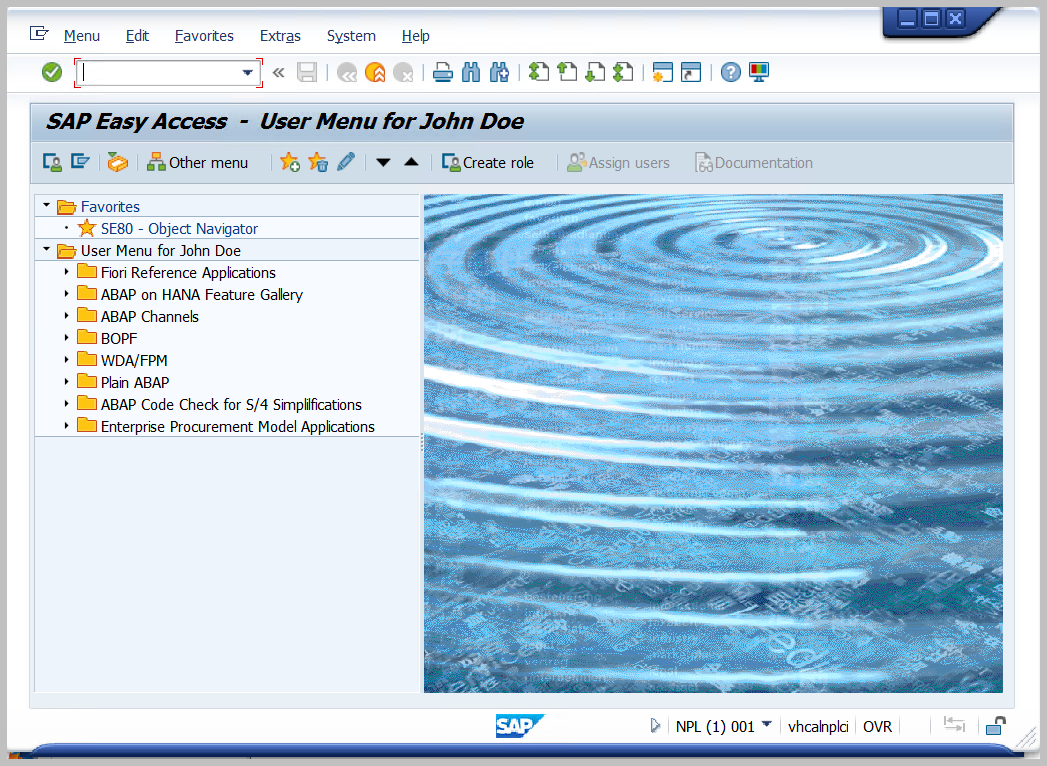 Menu Edit Favorites Extras System Help
SAP Easy Access - User Menu for John Doe
Other menu Create role Assign users Documentation
Favorites
SE80 - Object Navigator
User Menu for John Doe
Fiori Reference Applications
ABAP on HANA Feature Gallery
ABAP Channels
BOPF
WDA/FPM
Plain ABAP
ABAP Code Check for S/4 Simplifications
Enterprise Procurement Model Applications
SAP NPL (1) 001 vhcalnplci OVR